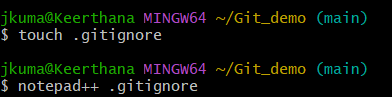 jkuma@Keerthana MINGW64 ~/Git_demo (main)
$ touch .gitignore
jkuma@Keerthana MINGW64 ~/Git_demo (main)
$ notepad++ .gitignore